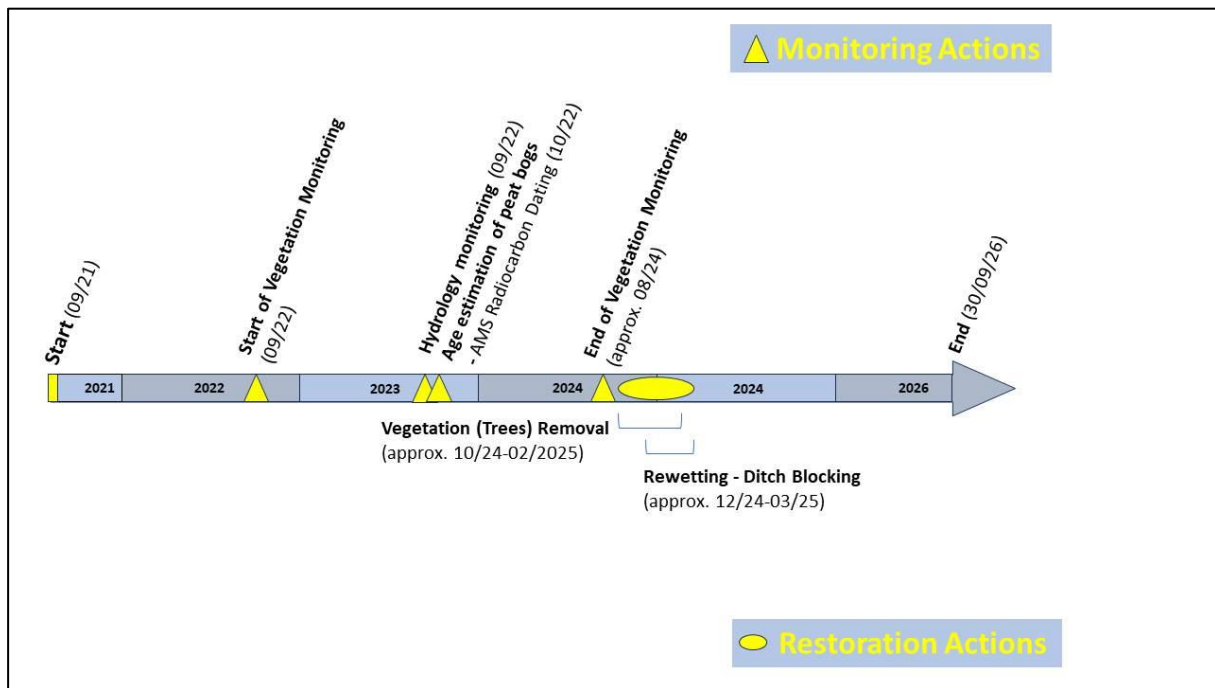 Monitoring Actions
Start (09/21)
Start of Vegetation Monitoring
(09/22)
Hydrology monitoring (09/22)
Age estimation of peat bogs
- AMS Radiocarbon Dating (10/22)
End of Vegetation Monitoring
(approx. 08/24)
End (30/09/26)
2021
2022
2023
2024
2024
2026
Vegetation (Trees) Removal
(approx. 10/24-02/2025)
Rewetting - Ditch Blocking
(approx. 12/24-03/25)
Restoration Actions